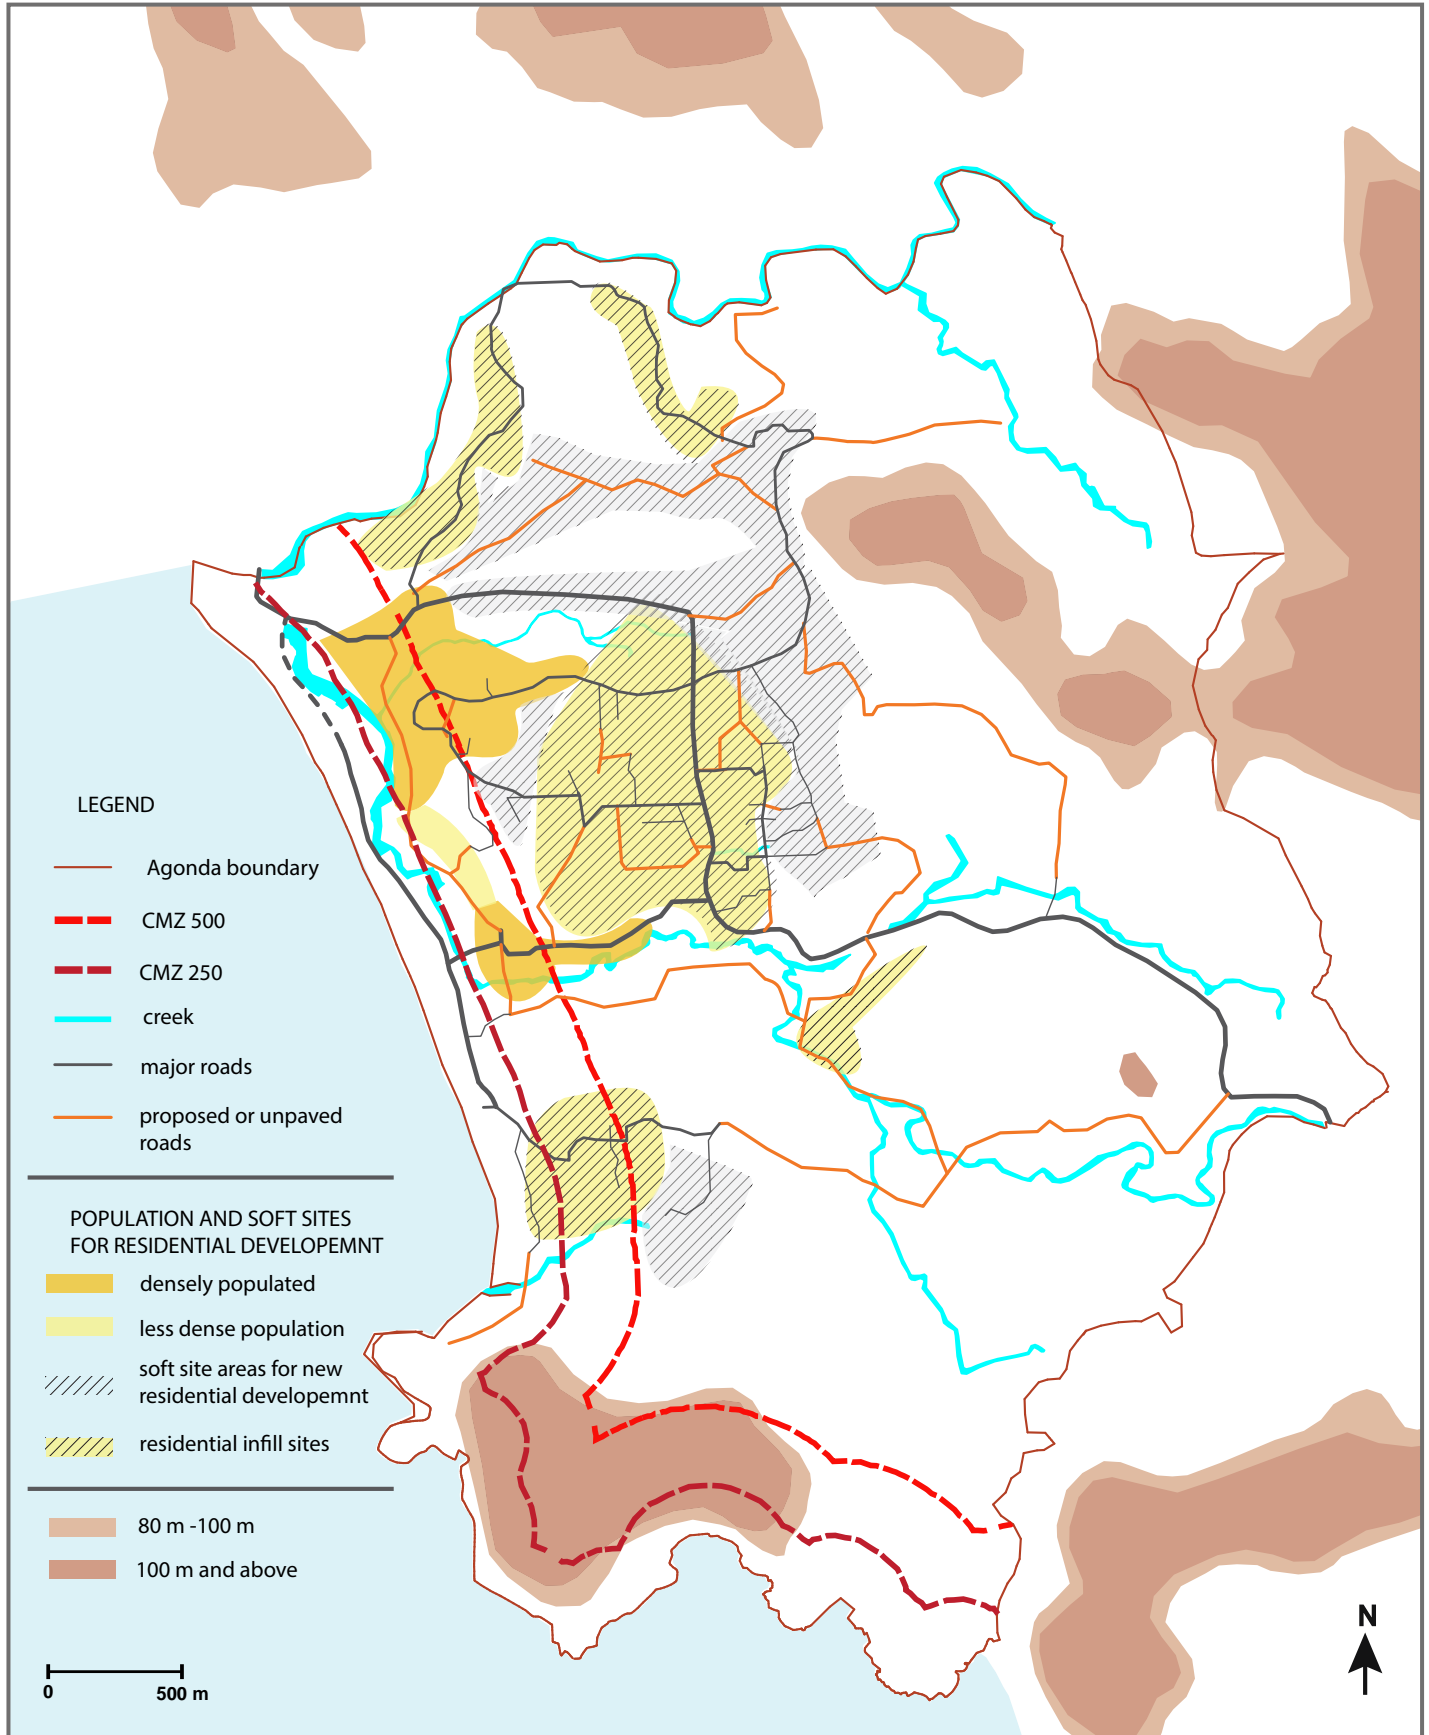 LEGEND
Agonda boundary
CMZ 500
CMZ 250
creek
major roads
proposed or unpaved
roads
POPULATION AND SOFT SITES
FOR RESIDENTIAL DEVELOPEMNT
densely populated
less dense population
soft site areas for new
residential developemnt
residential infill sites
80 m -100 m
100 m and above
0 500 m
N